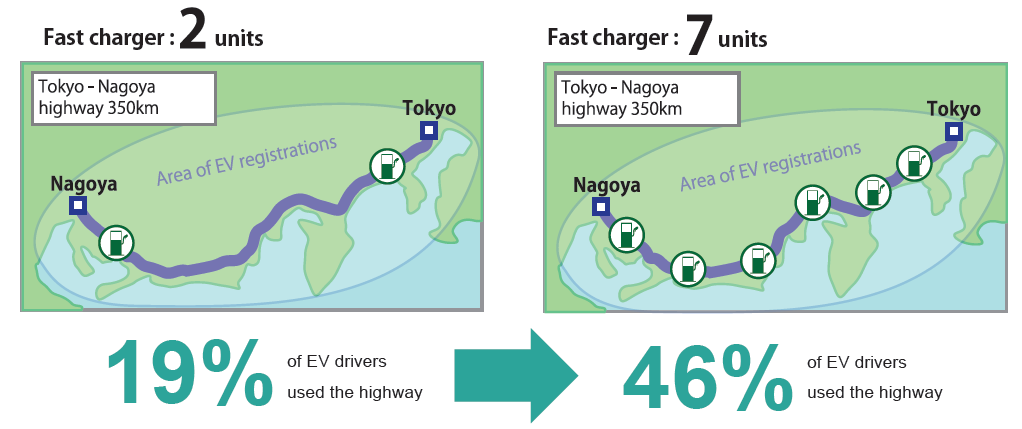 Fast charger : 2 units
Tokyo – Nagoya
highway 350km
Tokyo
Area of EV registrations
Nagoya
19%
of EV drivers
used the highway
Fast charger : 7 units
Tokyo – Nagoya
highway 350km
Tokyo
Area of EV registrations
Nagoya
46%
of EV drivers
used the highway